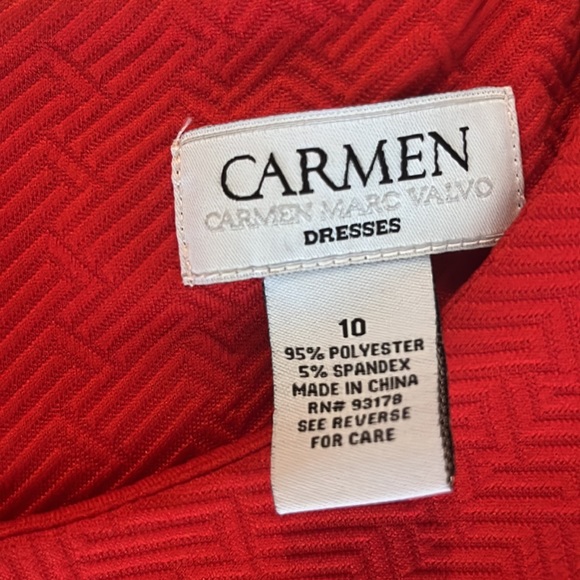 CARMEN
CARMEN MARC VALVO
DRESSES
10
95% POLYESTER
5% SPANDEX
MADE IN CHINA
RN# 93178
SEE REVERSE
FOR CARE